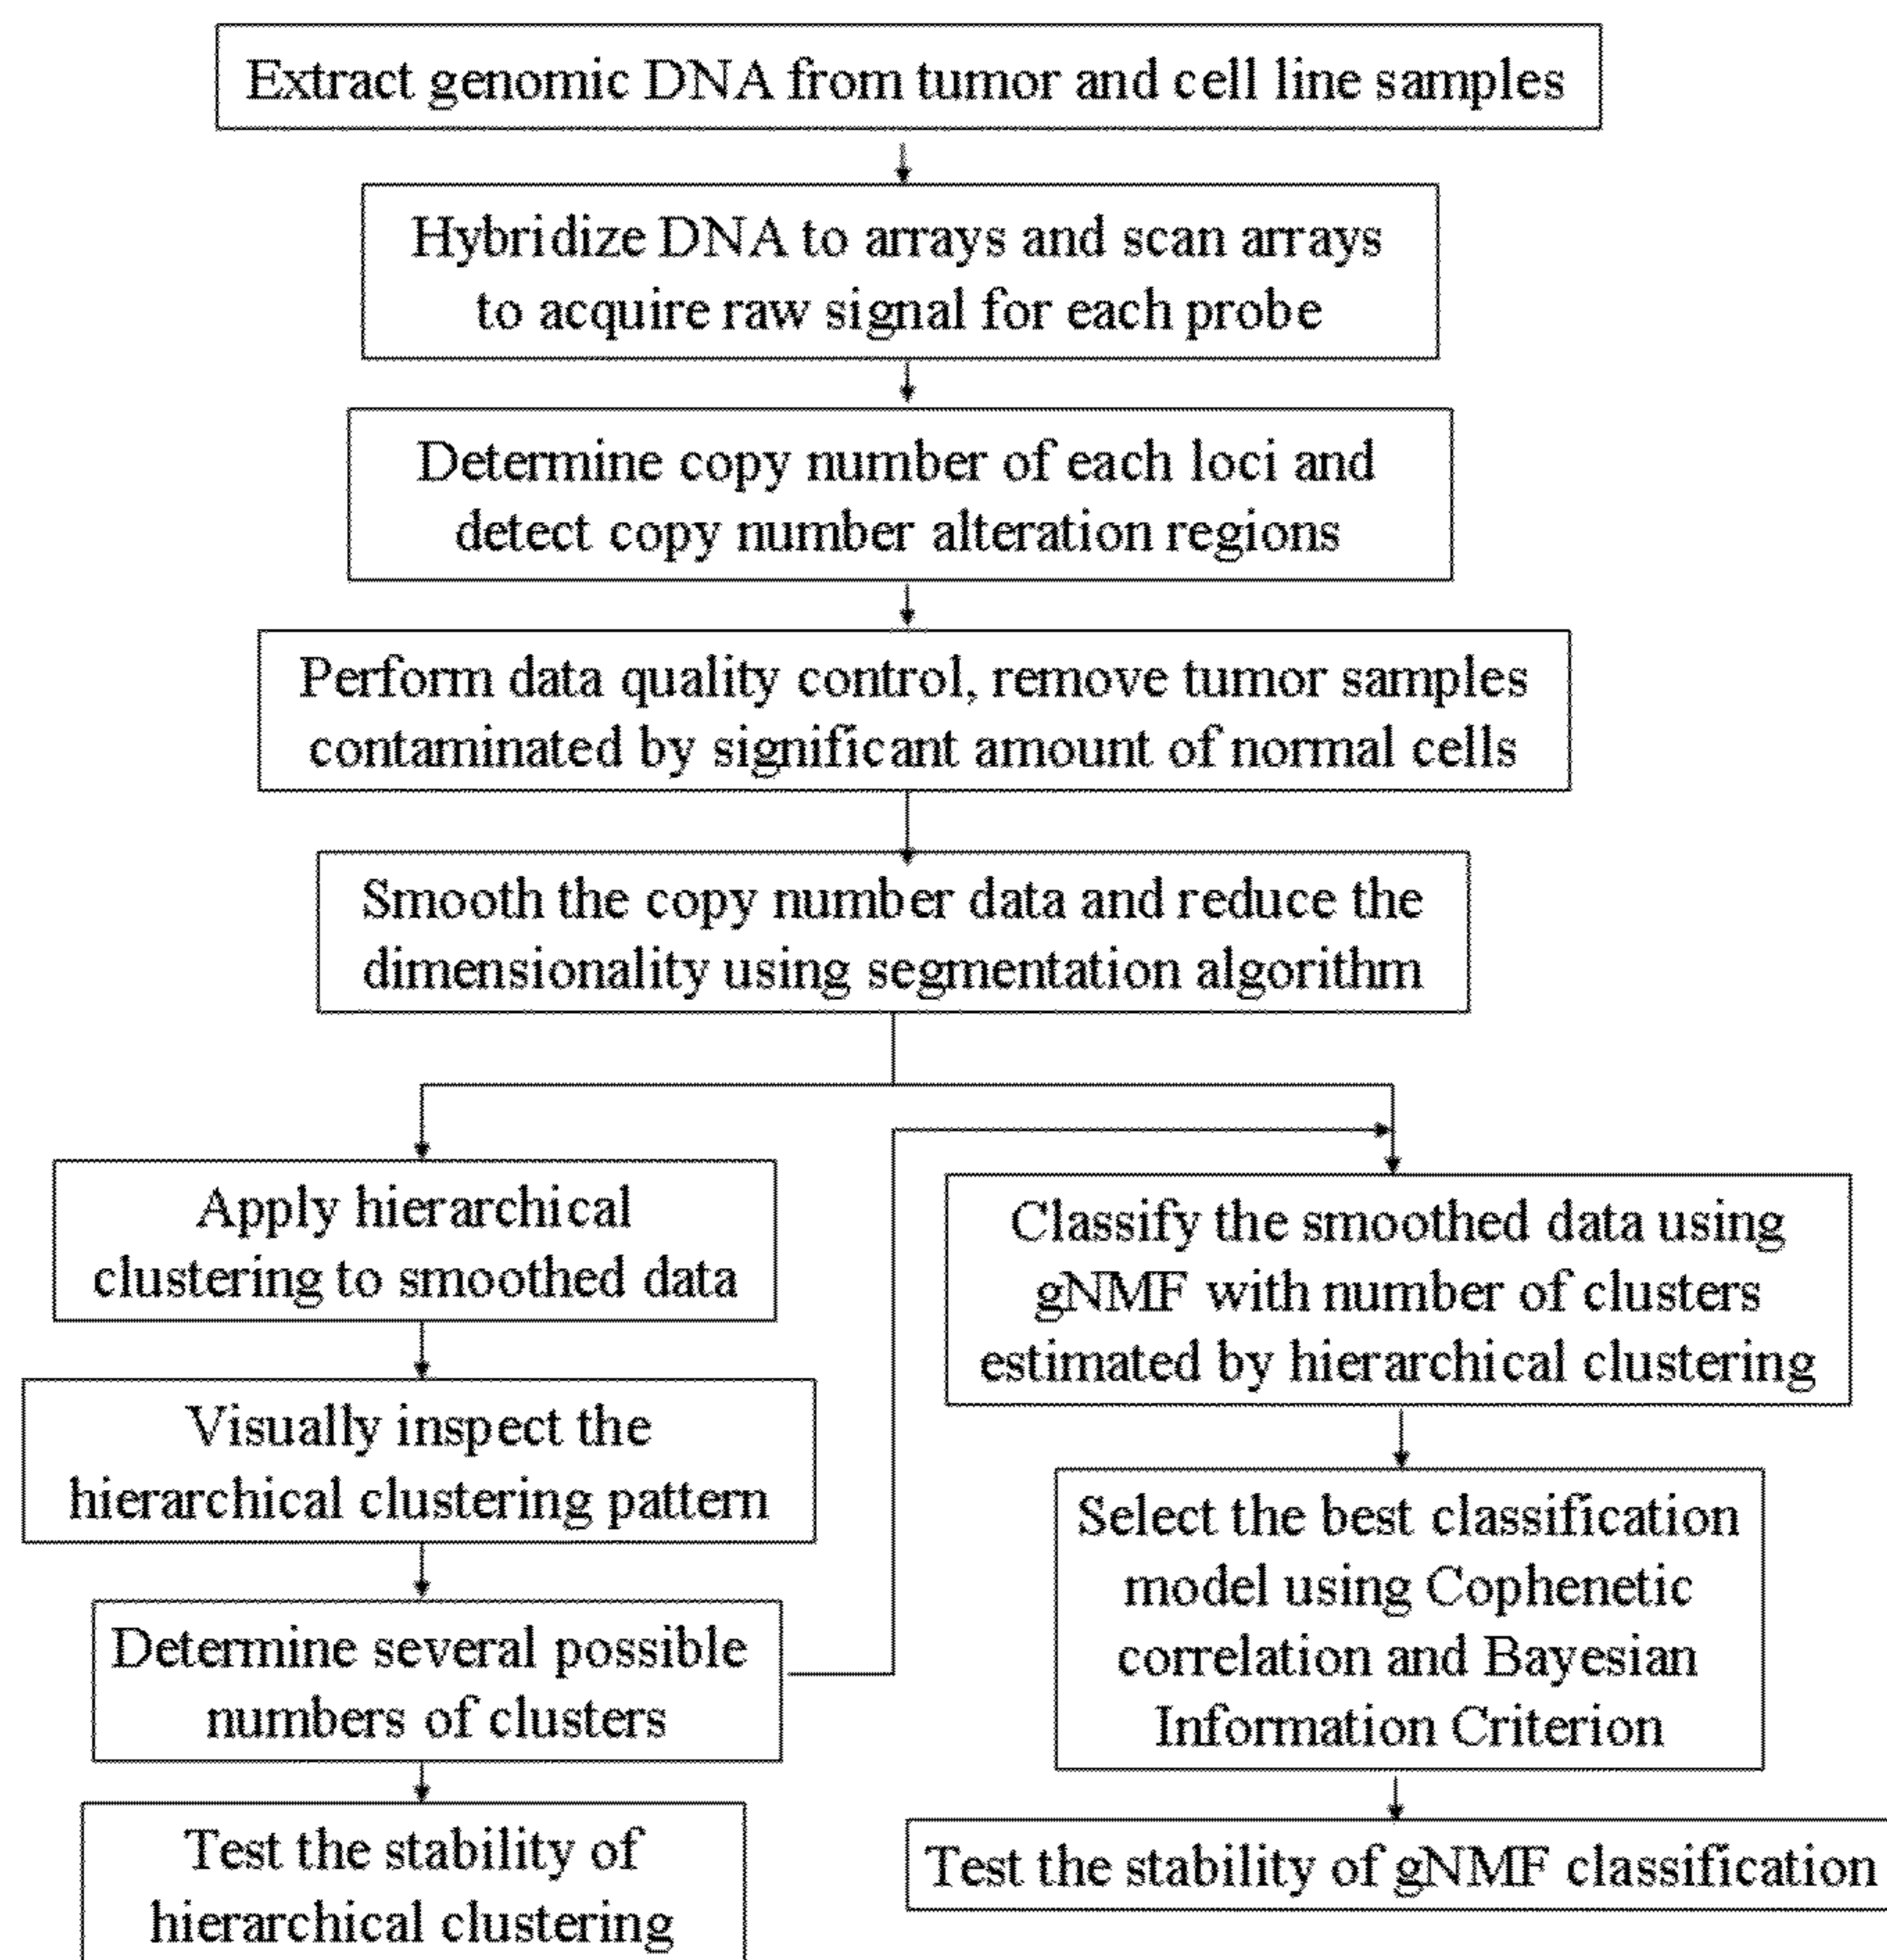 Extract genomic DNA from tumor and cell line samples
Hybridize DNA to arrays and scan arrays
to acquire raw signal for each probe
Determine copy number of each loci and
detect copy number alteration regions
Perform data quality control, remove tumor samples
contaminated by significant amount of normal cells
Smooth the copy number data and reduce the
dimensionality using segmentation algorithm
Apply hierarchical
clustering to smoothed data
Visually inspect the
hierarchical clustering pattern
Determine several possible
numbers of clusters
Test the stability of
hierarchical clustering
Classify the smoothed data using
gNMF with number of clusters
estimated by hierarchical clustering
Select the best classification
model using Cophenetic
correlation and Bayesian
Information Criterion
Test the stability of gNMF classification